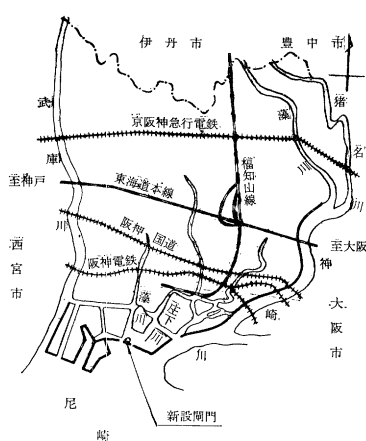 伊丹市
豊中市
武庫川
猪名川
藻川
京阪神急行電鉄
福知山線
至神戸
東海道本線
阪神国道
至大阪
阪神電鉄
西宮市
神崎川
大阪市
藻川
庄下川
尼崎
新設閘門